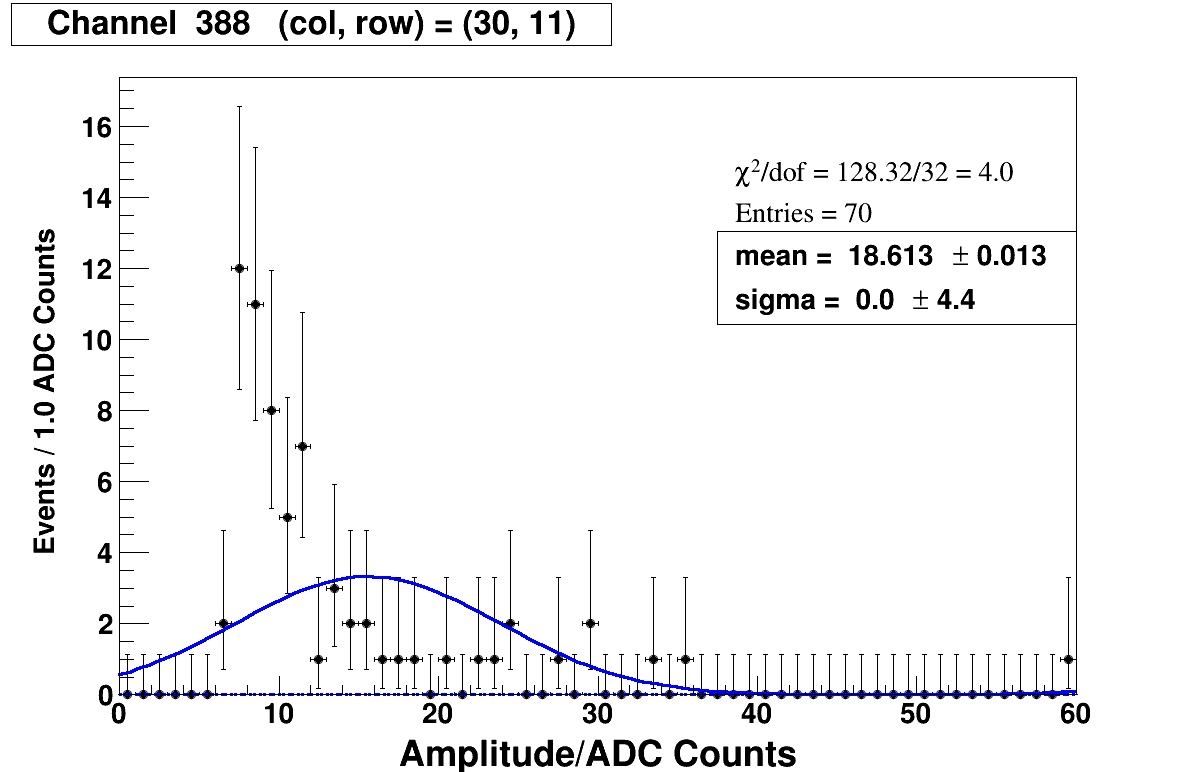 Channel 388 (col, row) = (30, 11)
χ²/dof = 128.32/32 = 4.0
Entries = 70
mean = 18.613 ± 0.013
sigma = 0.0 ± 4.4
Events / 1.0 ADC Counts
16
14
12
10
8
6
4
2
0
0 10 20 30 40 50 60
Amplitude/ADC Counts